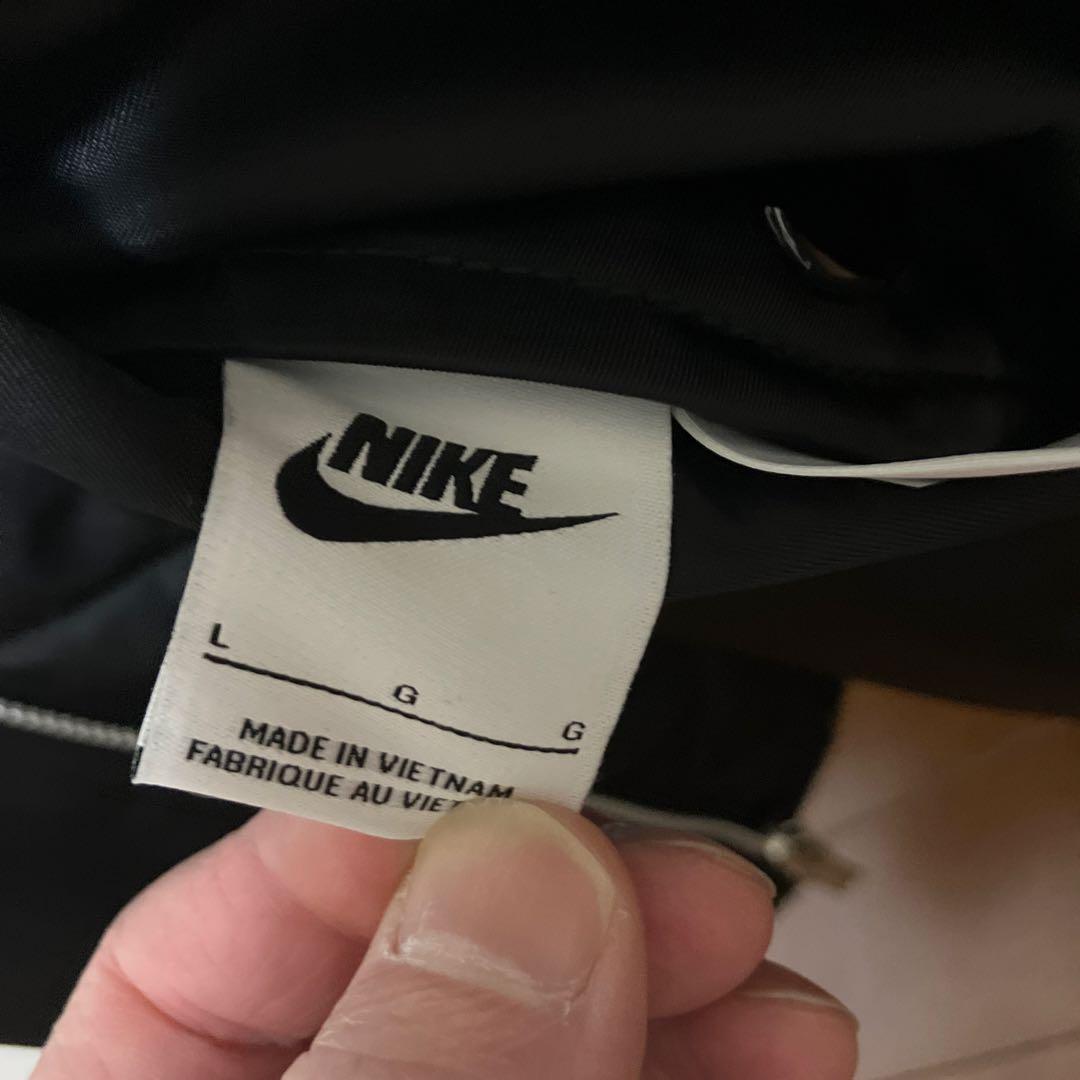 NIKE
L G G
MADE IN VIETNAM
FABRIQUE AU